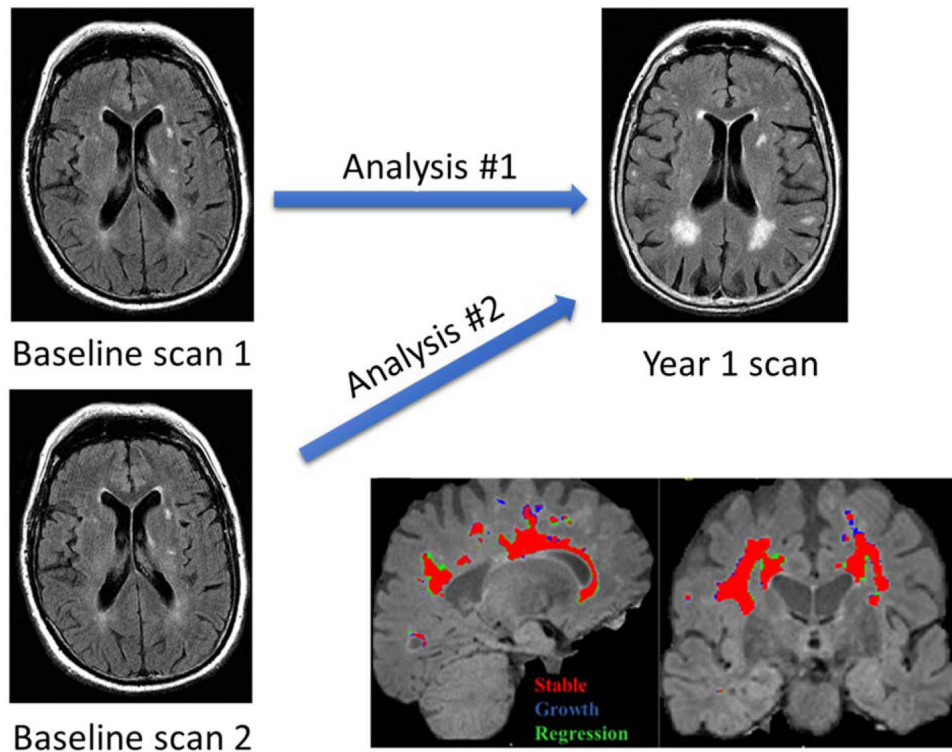 Analysis #1
Baseline scan 1
Analysis #2
Year 1 scan
Stable
Growth
Regression
Baseline scan 2